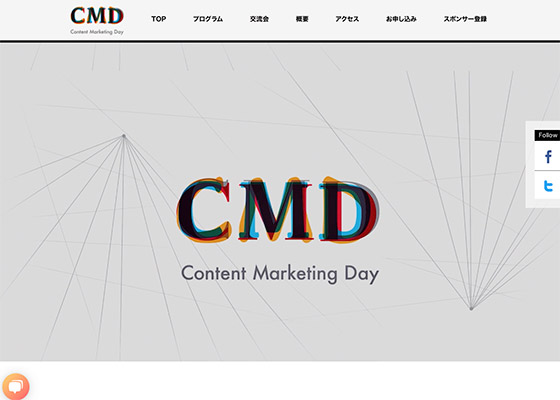 CMD
Content Marketing Day
TOP プログラム 交流会 概要 アクセス お申し込み スポンサー登録
Follow
CMD
Content Marketing Day